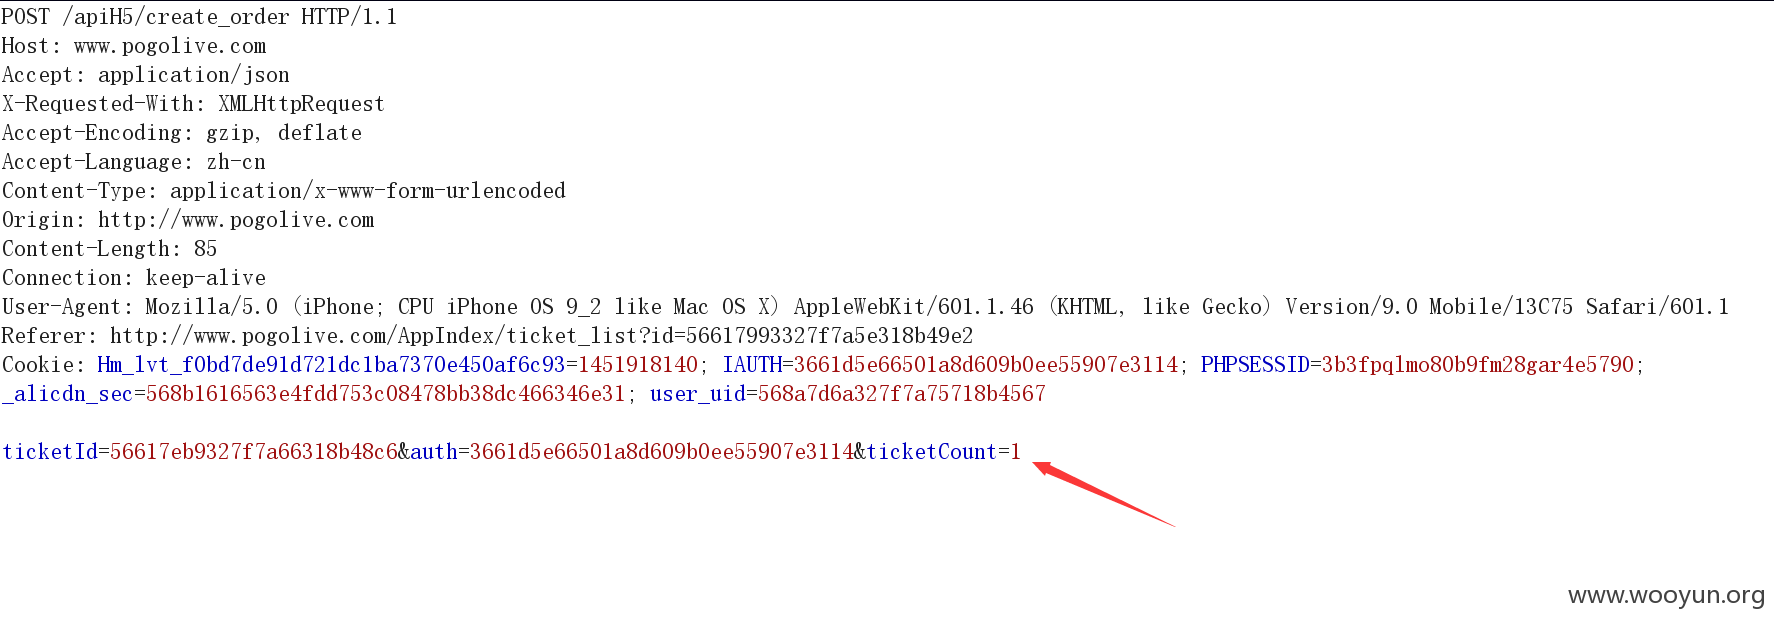 POST /apiH5/create_order HTTP/1.1
Host: www.pogolive.com
Accept: application/json
X-Requested-With: XMLHttpRequest
Accept-Encoding: gzip, deflate
Accept-Language: zh-cn
Content-Type: application/x-www-form-urlencoded
Origin: http://www.pogolive.com
Content-Length: 85
Connection: keep-alive
User-Agent: Mozilla/5.0 (iPhone; CPU iPhone OS 9_2 like Mac OS X) AppleWebKit/601.1.46 (KHTML, like Gecko) Version/9.0 Mobile/13C75 Safari/601.1
Referer: http://www.pogolive.com/AppIndex/ticket_list?id=56617993327f7a5e318b49e2
Cookie: Hm_lvt_f0bd7de91d721dc1ba7370e450af6c93=1451918140; IAUTH=3661d5e66501a8d609b0ee55907e3114; PHPSESSID=3b3fpqlmo80b9fm28gar4e5790;
_alicdn_sec=568b1616563e4fdd753c08478bb38dc466346e31; user_uid=568a7d6a327f7a75718b4567
ticketId=56617eb9327f7a66318b48c6&auth=3661d5e66501a8d609b0ee55907e3114&ticketCount=1
www.wooyun.org